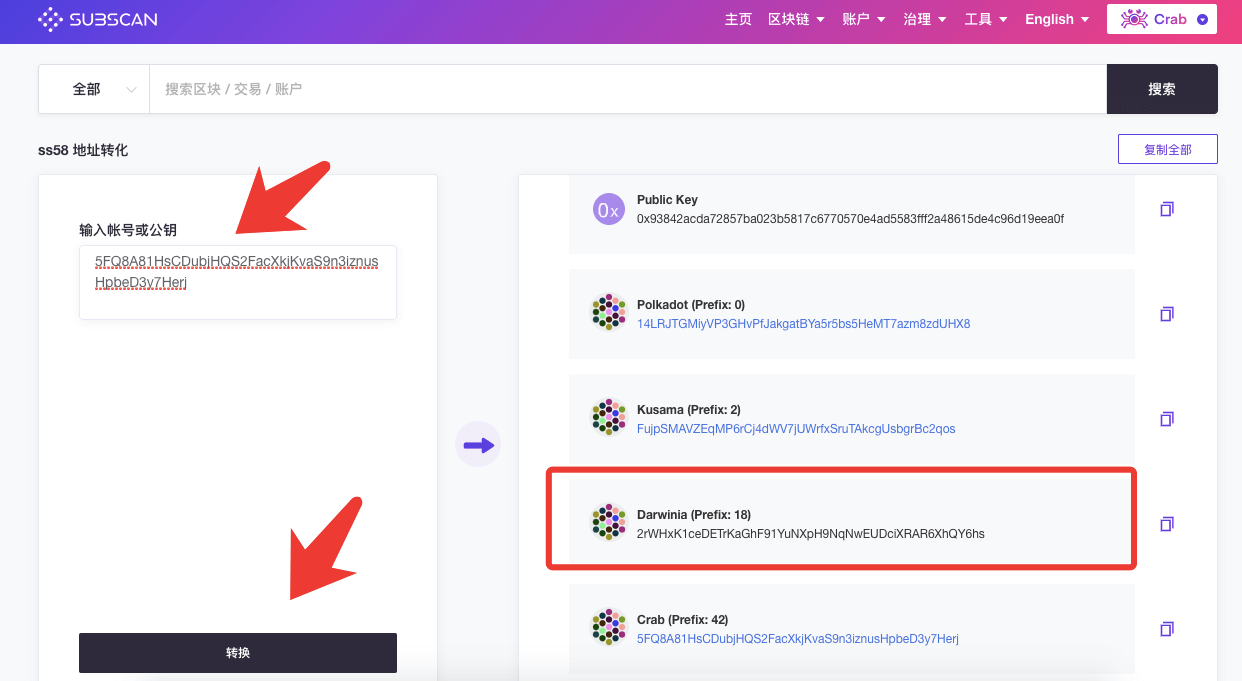 SUBSCAN
主页 区块链 账户 治理 工具 English Crab
全部 搜索区块 / 交易 / 账户 搜索
ss58 地址转化
复制全部
输入帐号或公钥
5FQ8A81HsCDubjHQS2FacXkjKvaS9n3iznus
HpbeD3y7Herj
转换
0x
Public Key
0x93842acda72857ba023b5817c6770570e4ad5583fff2a48615de4c96d19eea0f
Polkadot (Prefix: 0)
14LRJTGMiyVP3GHvPfJakgatBYa5r5bs5HeMT7azm8zdUHX8
Kusama (Prefix: 2)
FujpSMAVZEqMP6rCj4dWV7jUWrfxSruTAkcgUsbgrBc2qos
Darwinia (Prefix: 18)
2rWHxK1ceDETrKaGhF91YuNXpH9NqNwEUDciXRAR6XhQY6hs
Crab (Prefix: 42)
5FQ8A81HsCDubjHQS2FacXkjKvaS9n3iznusHpbeD3y7Herj